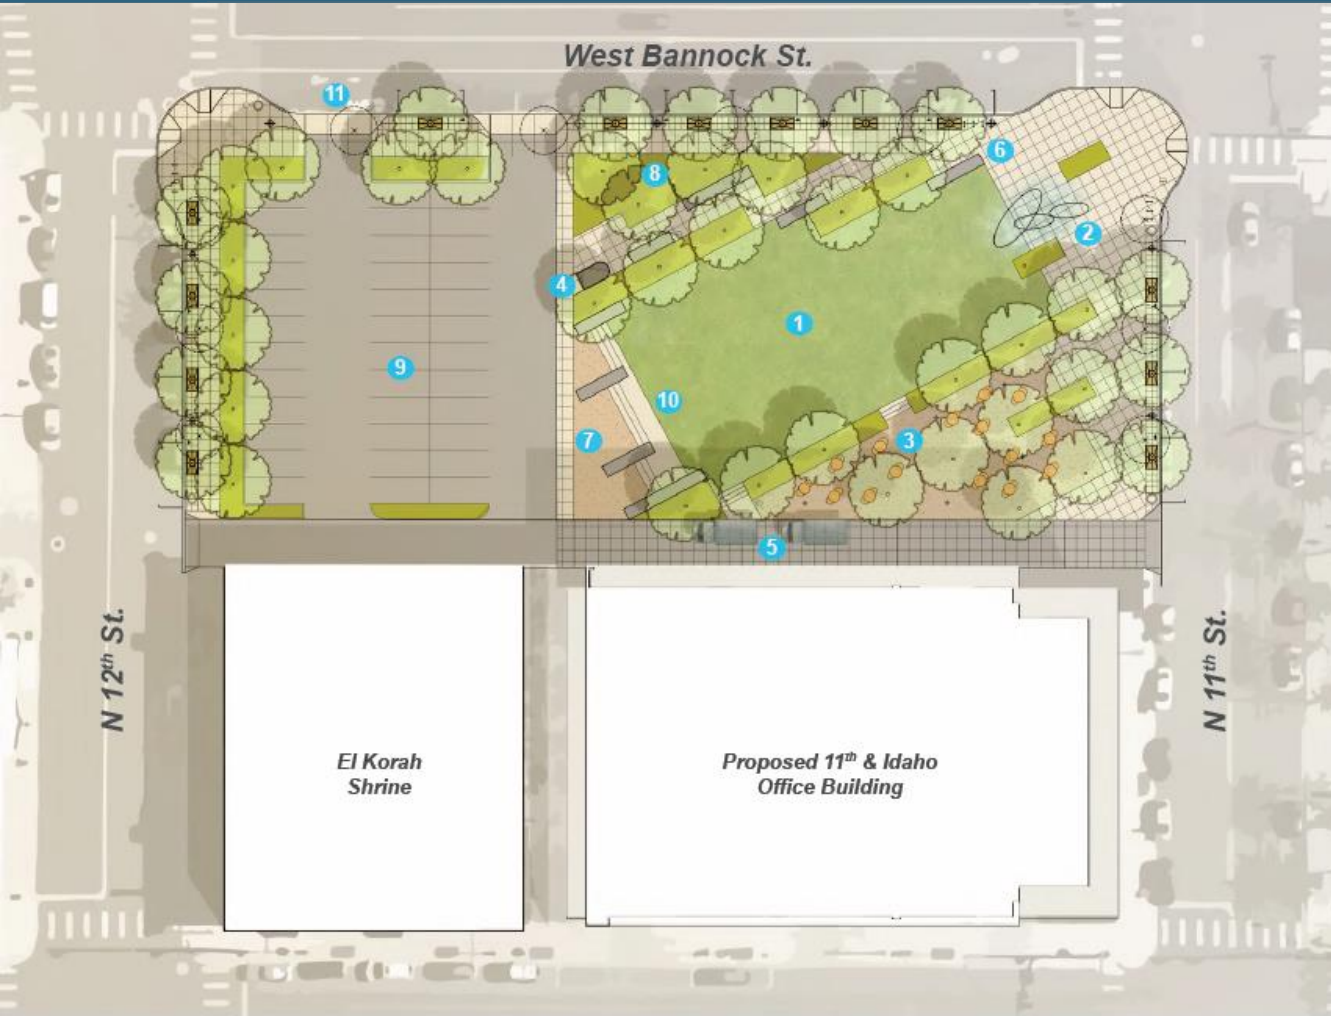 West Bannock St.
11
6
8
2
4
1
9
10
7
3
5
N 12th St.
N 11th St.
El Korah
Shrine
Proposed 11th & Idaho
Office Building